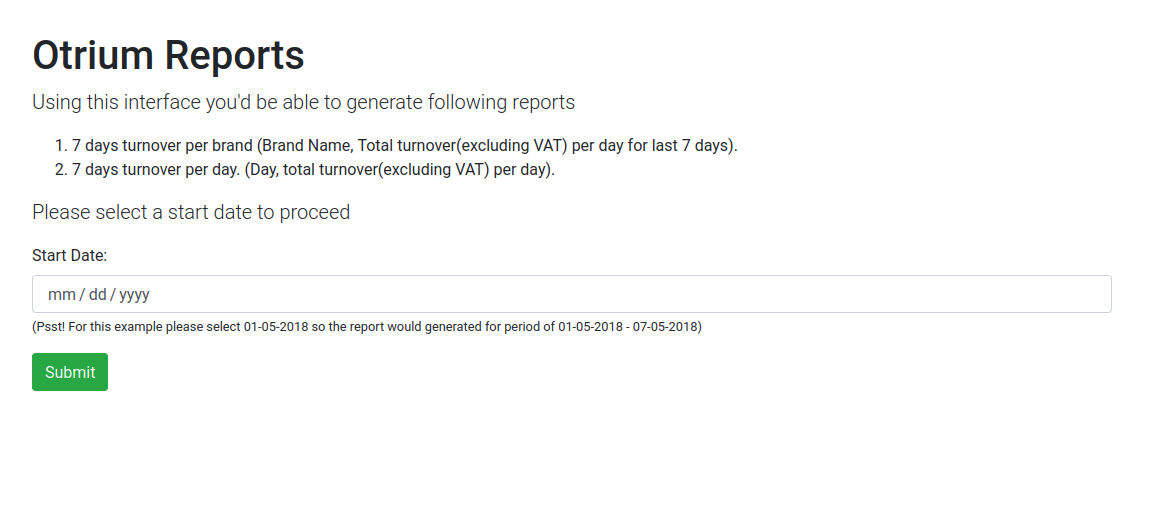 Otrium Reports
Using this interface you'd be able to generate following reports
1. 7 days turnover per brand (Brand Name, Total turnover(excluding VAT) per day for last 7 days).
2. 7 days turnover per day. (Day, total turnover(excluding VAT) per day).
Please select a start date to proceed
Start Date:
mm / dd / yyyy
(Psst! For this example please select 01-05-2018 so the report would generated for period of 01-05-2018 - 07-05-2018)
Submit